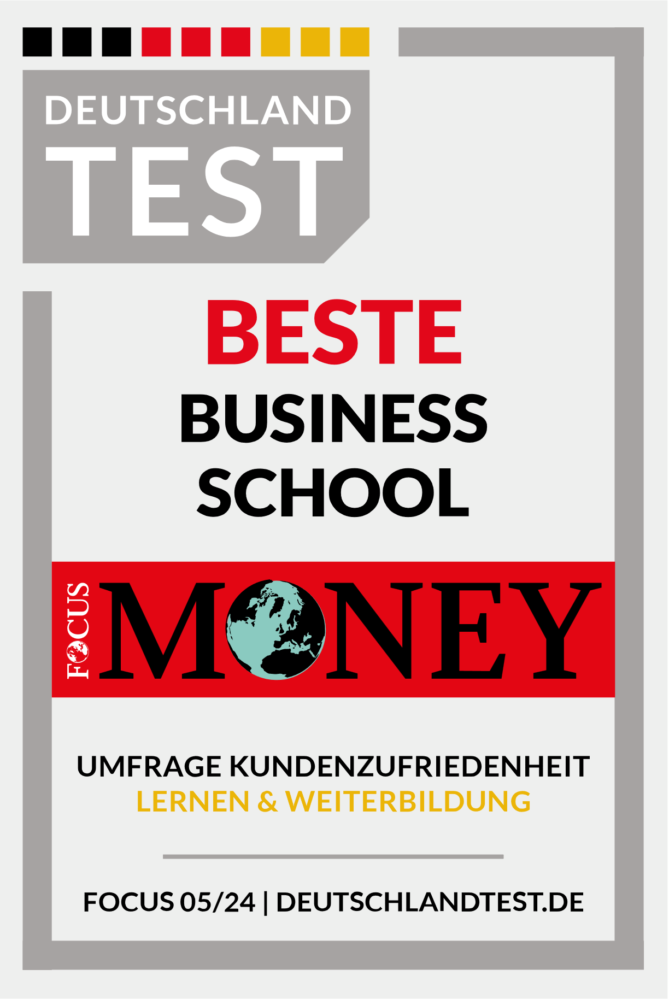 DEUTSCHLAND
TEST
BESTE
BUSINESS
SCHOOL
FOCUS
MONEY
UMFRAGE KUNDENZUFRIEDENHEIT
LERNEN & WEITERBILDUNG
FOCUS 05/24 | DEUTSCHLANDTEST.DE